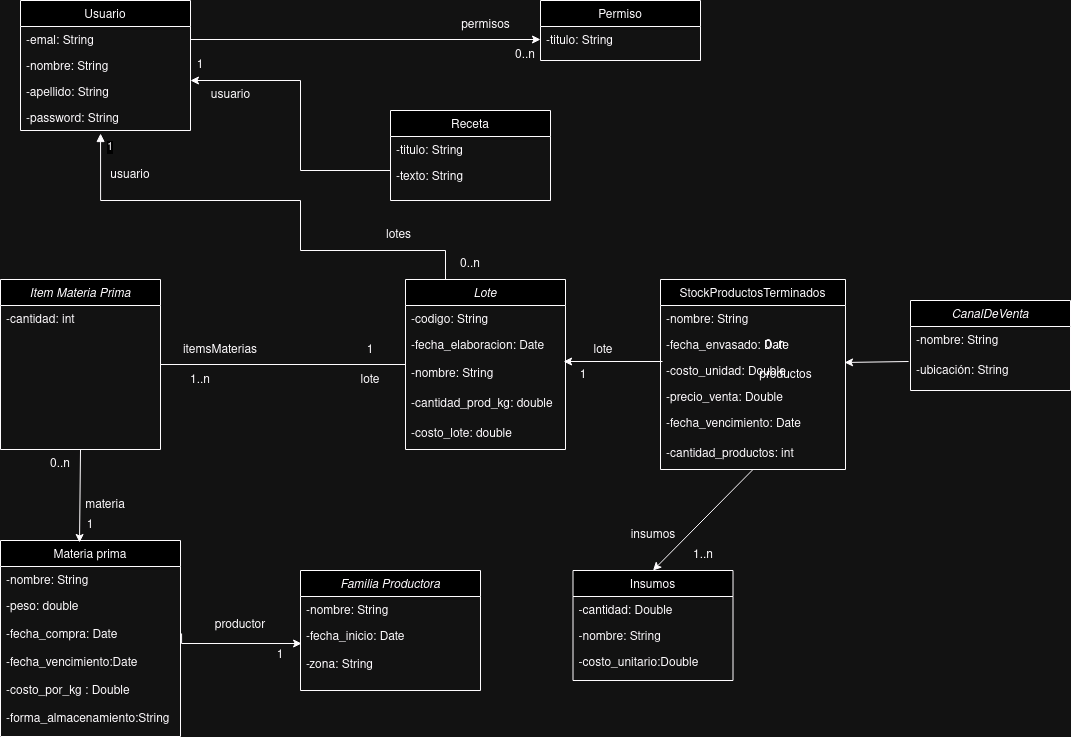 Usuario
-emal: String
-nombre: String
-apellido: String
-password: String
permisos
0..n
Permiso
-titulo: String
1
usuario
Receta
-titulo: String
-texto: String
1
usuario
lotes
0..n
Item Materia Prima
-cantidad: int
itemsMaterias
1..n
1
lote
Lote
-codigo: String
-fecha_elaboracion: Date
-nombre: String
-cantidad_prod_kg: double
-costo_lote: double
lote
1
StockProductosTerminados
-nombre: String
-fecha_envasado: Date
-costo_unidad: Double
-precio_venta: Double
-fecha_vencimiento: Date
-cantidad_productos: int
0..n
productos
CanalDeVenta
-nombre: String
-ubicación: String
0..n
materia
1
Materia prima
-nombre: String
-peso: double
-fecha_compra: Date
-fecha_vencimiento:Date
-costo_por_kg : Double
-forma_almacenamiento:String
productor
1
Familia Productora
-nombre: String
-fecha_inicio: Date
-zona: String
insumos
1..n
Insumos
-cantidad: Double
-nombre: String
-costo_unitario:Double